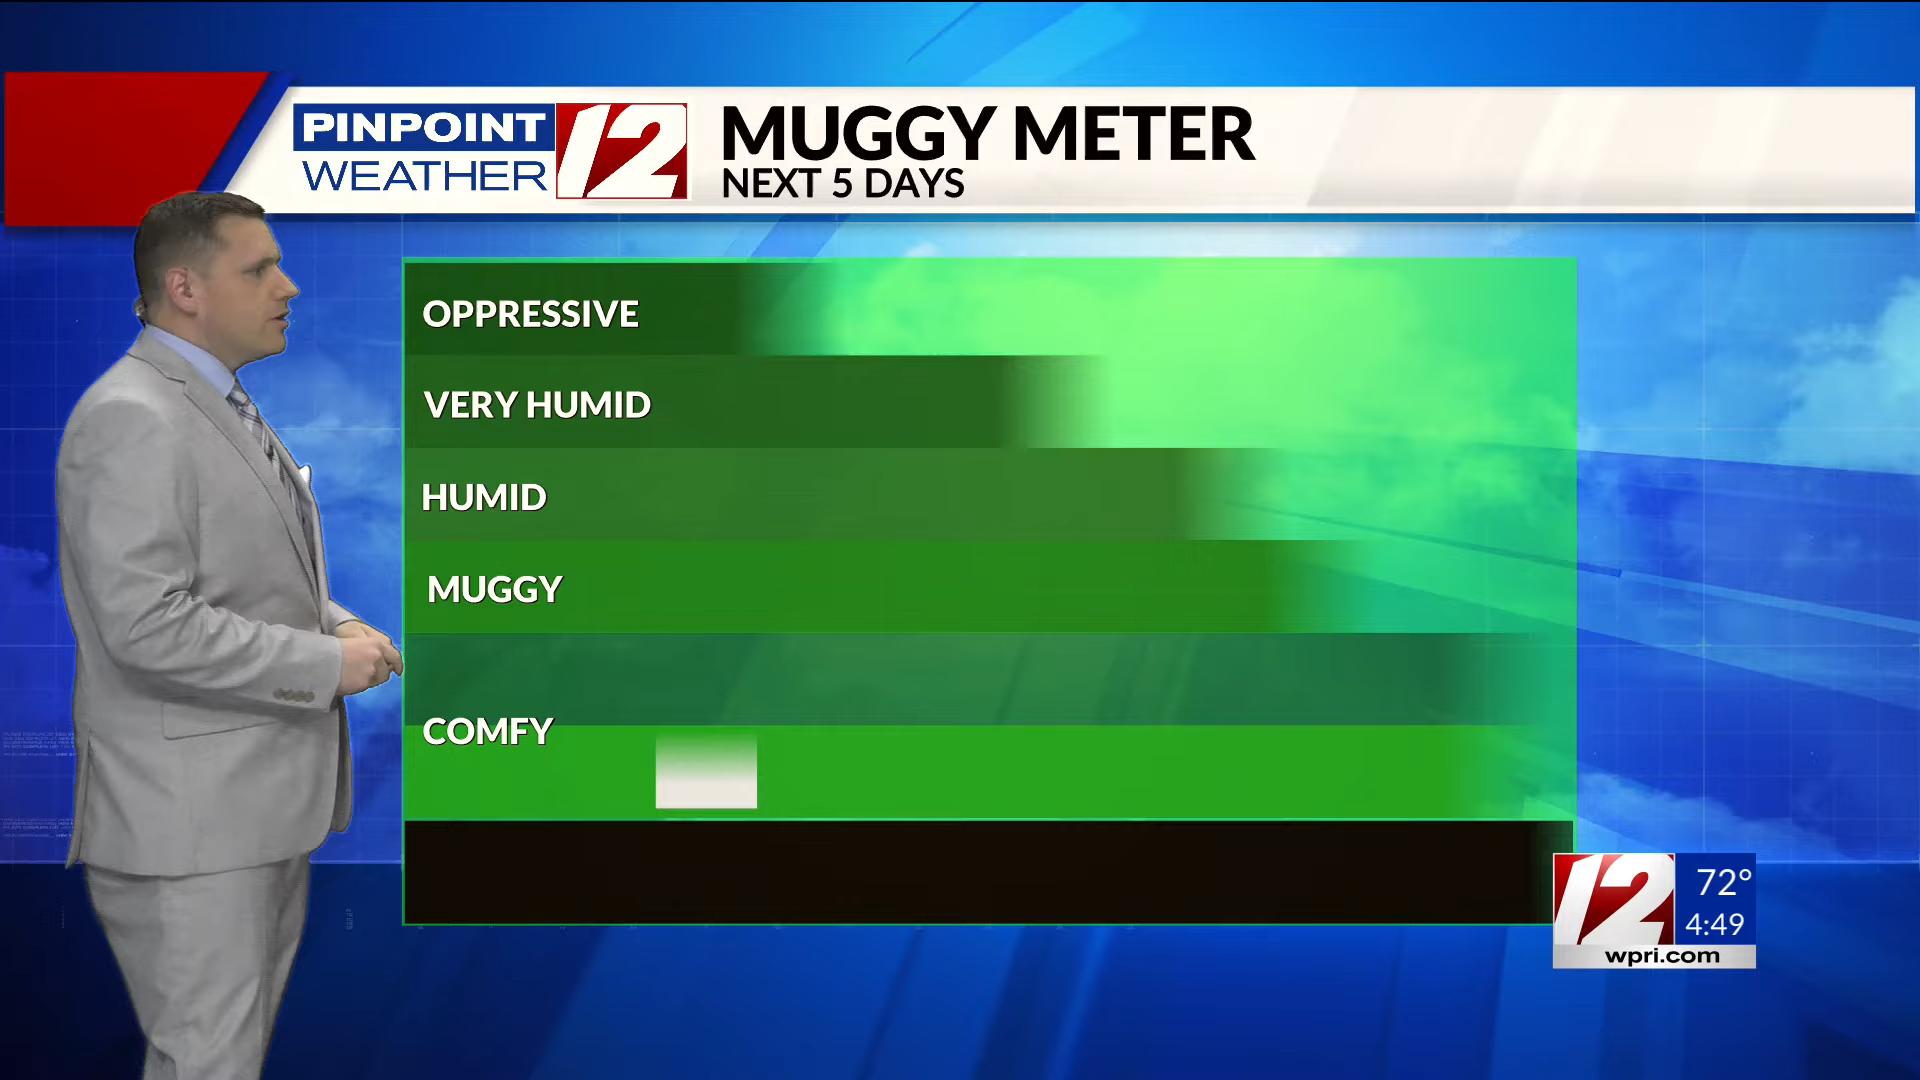 PINPOINT
WEATHER
12
MUGGY METER
NEXT 5 DAYS
OPPRESSIVE
VERY HUMID
HUMID
MUGGY
COMFY
12
72°
4:49
wpri.com